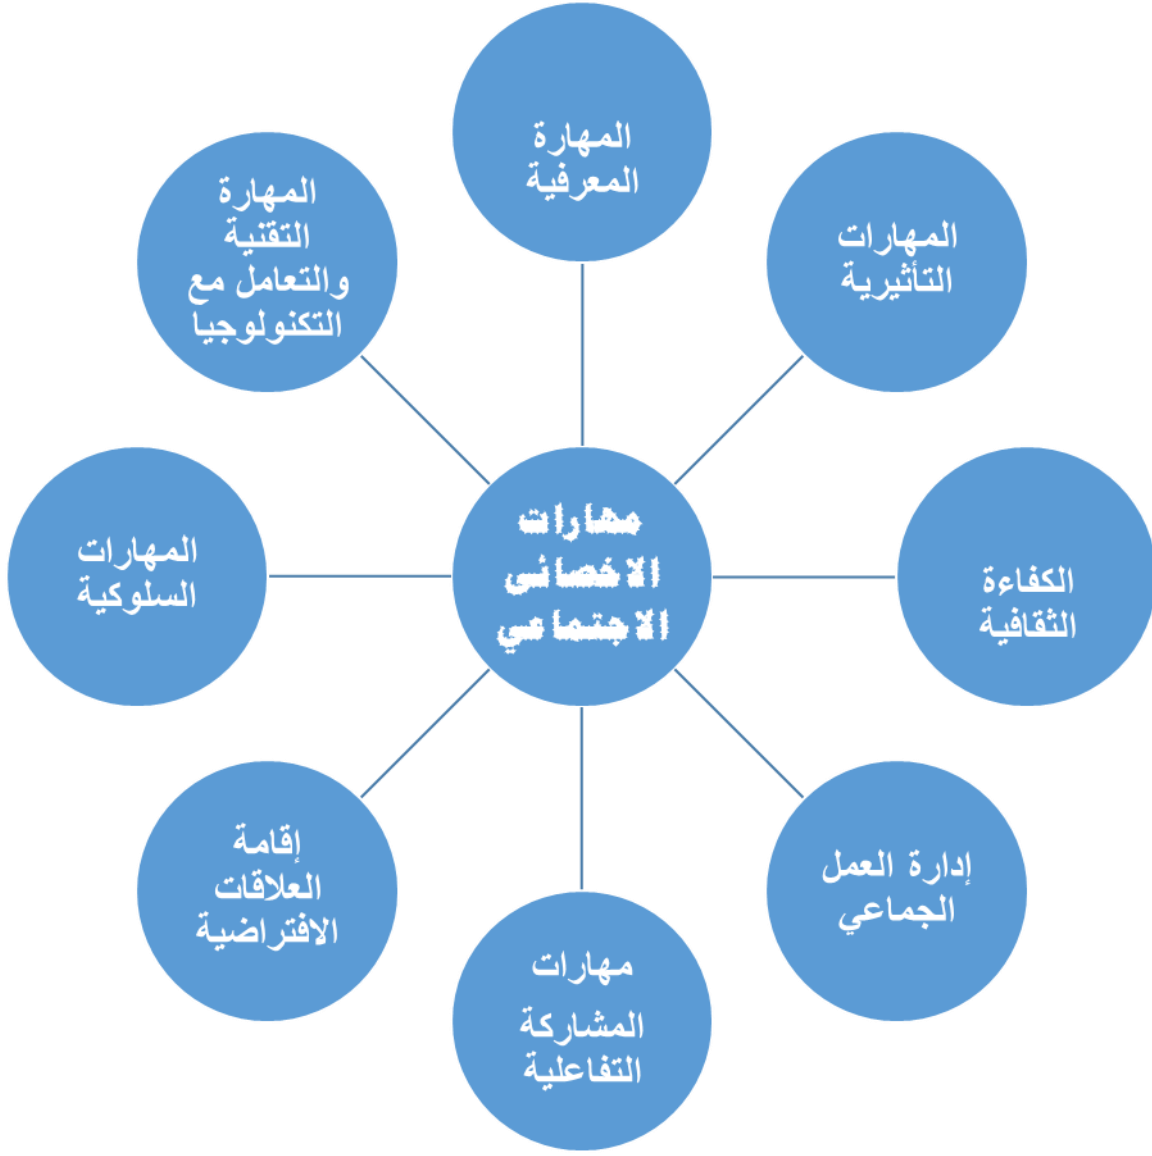 المهارة
المعرفية
المهارات
التأثيرية
الكفاءة
الثقافية
إدارة العمل
الجماعي
مهارات
المشاركة
التفاعلية
إقامة
العلاقات
الافتراضية
المهارات
السلوكية
المهارة
التقنية
والتعامل مع
التكنولوجيا
مهارات
الاخصائى
الاجتماعي